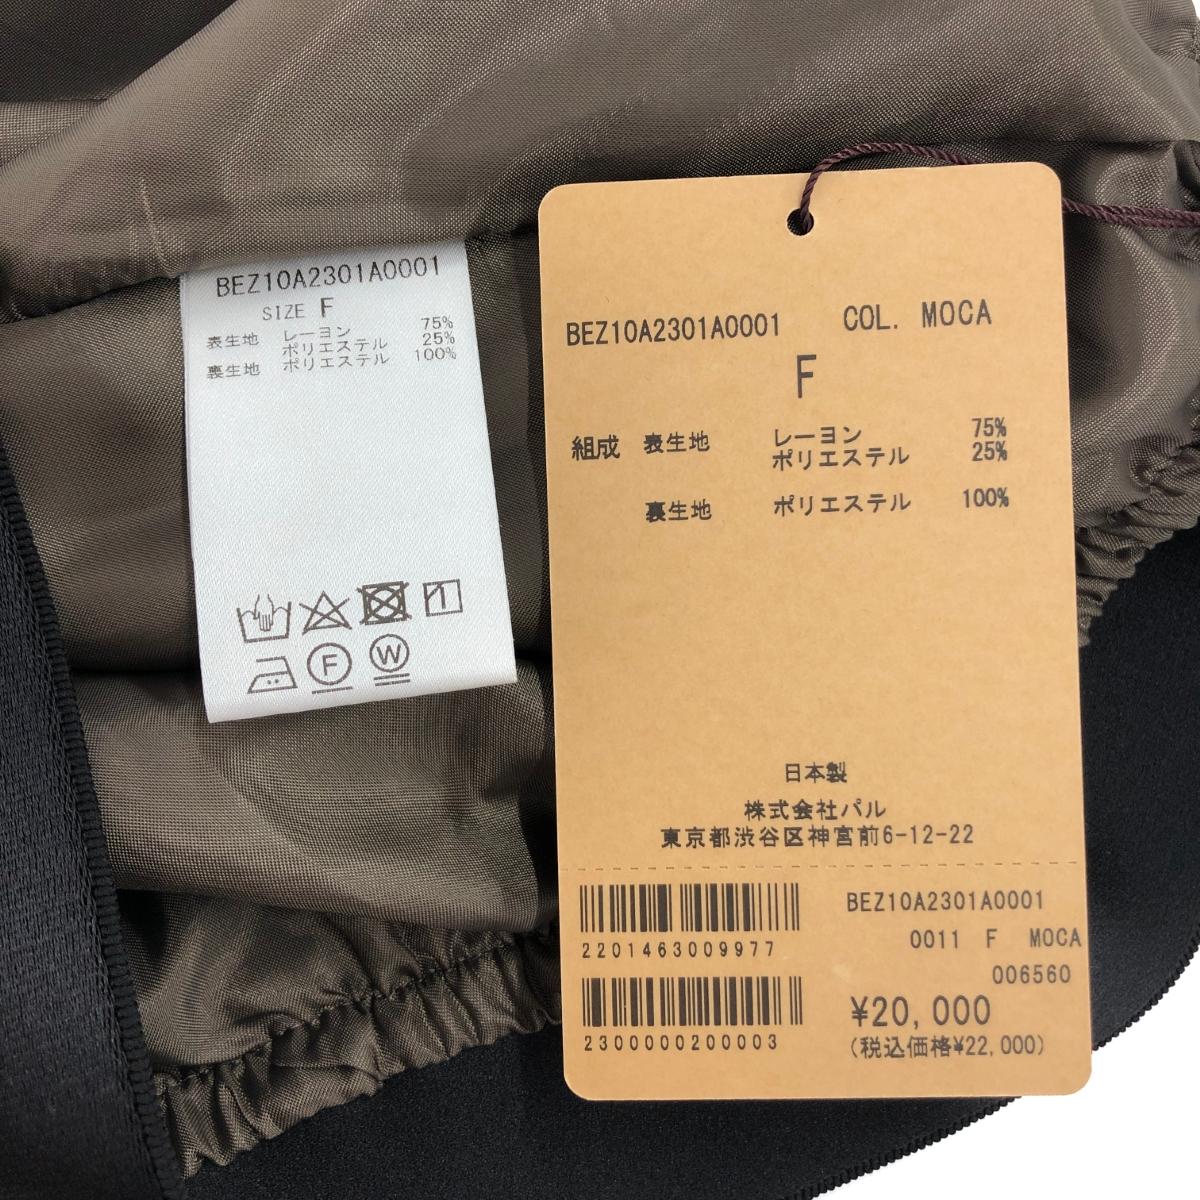 BEZ10A2301A0001
SIZE F
表生地 レーヨン 75%
ポリエステル 25%
裏生地 ポリエステル 100%
F W
BEZ10A2301A0001 COL. MOCA
F
組成 表生地 レーヨン 75%
ポリエステル 25%
裏生地 ポリエステル 100%
日本製
株式会社パル
東京都渋谷区神宮前6-12-22
2201463009977
2300000200003
BEZ10A2301A0001
0011 F MOCA
006560
¥20,000
(税込価格¥22,000)